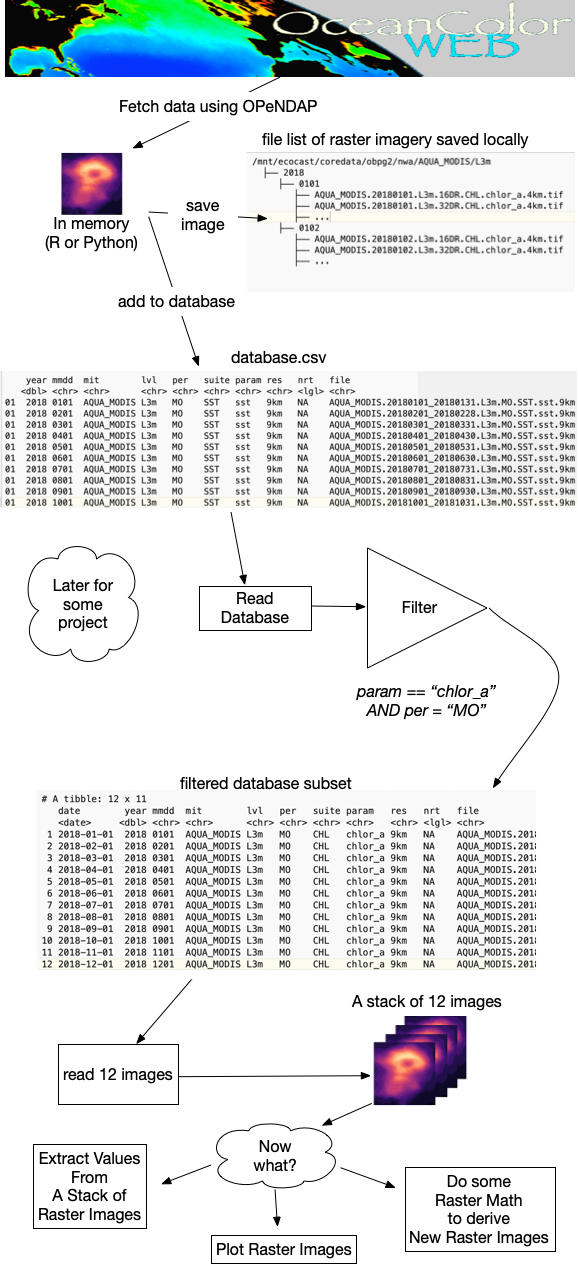 OceanColor
WEB
Fetch data using OPeNDAP
file list of raster imagery saved locally
/mnt/ecocast/coredata/obpg2/nwa/AQUA_MODIS/L3m
2018
0101
AQUA_MODIS.20180101.L3m.16DR.CHL.chlor_a.4km.tif
AQUA_MODIS.20180101.L3m.32DR.CHL.chlor_a.4km.tif
...
0102
AQUA_MODIS.20180102.L3m.16DR.CHL.chlor_a.4km.tif
AQUA_MODIS.20180102.L3m.32DR.CHL.chlor_a.4km.tif
...
In memory
(R or Python)
save
image
add to database
database.csv
year mmdd mit lvl per suite param res nrt file
<dbl> <chr> <chr> <chr> <chr> <chr> <chr> <chr> <lgl> <chr>
01 2018 0101 AQUA_MODIS L3m MO SST sst 9km NA AQUA_MODIS.20180101_20180131.L3m.MO.SST.sst.9km
01 2018 0201 AQUA_MODIS L3m MO SST sst 9km NA AQUA_MODIS.20180201_20180228.L3m.MO.SST.sst.9km
01 2018 0301 AQUA_MODIS L3m MO SST sst 9km NA AQUA_MODIS.20180301_20180331.L3m.MO.SST.sst.9km
01 2018 0401 AQUA_MODIS L3m MO SST sst 9km NA AQUA_MODIS.20180401_20180430.L3m.MO.SST.sst.9km
01 2018 0501 AQUA_MODIS L3m MO SST sst 9km NA AQUA_MODIS.20180501_20180531.L3m.MO.SST.sst.9km
01 2018 0601 AQUA_MODIS L3m MO SST sst 9km NA AQUA_MODIS.20180601_20180630.L3m.MO.SST.sst.9km
01 2018 0701 AQUA_MODIS L3m MO SST sst 9km NA AQUA_MODIS.20180701_20180731.L3m.MO.SST.sst.9km
01 2018 0801 AQUA_MODIS L3m MO SST sst 9km NA AQUA_MODIS.20180801_20180831.L3m.MO.SST.sst.9km
01 2018 0901 AQUA_MODIS L3m MO SST sst 9km NA AQUA_MODIS.20180901_20180930.L3m.MO.SST.sst.9km
01 2018 1001 AQUA_MODIS L3m MO SST sst 9km NA AQUA_MODIS.20181001_20181031.L3m.MO.SST.sst.9km
Later for
some
project
Read
Database
Filter
param == “chlor_a”
AND per = “MO”
filtered database subset
# A tibble: 12 x 11
date year mmdd mit lvl per suite param res nrt file
<date> <dbl> <chr> <chr> <chr> <chr> <chr> <chr> <chr> <lgl> <chr>
1 2018-01-01 2018 0101 AQUA_MODIS L3m MO CHL chlor_a 9km NA AQUA_MODIS.2018
2 2018-02-01 2018 0201 AQUA_MODIS L3m MO CHL chlor_a 9km NA AQUA_MODIS.2018
3 2018-03-01 2018 0301 AQUA_MODIS L3m MO CHL chlor_a 9km NA AQUA_MODIS.2018
4 2018-04-01 2018 0401 AQUA_MODIS L3m MO CHL chlor_a 9km NA AQUA_MODIS.2018
5 2018-05-01 2018 0501 AQUA_MODIS L3m MO CHL chlor_a 9km NA AQUA_MODIS.2018
6 2018-06-01 2018 0601 AQUA_MODIS L3m MO CHL chlor_a 9km NA AQUA_MODIS.2018
7 2018-07-01 2018 0701 AQUA_MODIS L3m MO CHL chlor_a 9km NA AQUA_MODIS.2018
8 2018-08-01 2018 0801 AQUA_MODIS L3m MO CHL chlor_a 9km NA AQUA_MODIS.2018
9 2018-09-01 2018 0901 AQUA_MODIS L3m MO CHL chlor_a 9km NA AQUA_MODIS.2018
10 2018-10-01 2018 1001 AQUA_MODIS L3m MO CHL chlor_a 9km NA AQUA_MODIS.2018
11 2018-11-01 2018 1101 AQUA_MODIS L3m MO CHL chlor_a 9km NA AQUA_MODIS.2018
12 2018-12-01 2018 1201 AQUA_MODIS L3m MO CHL chlor_a 9km NA AQUA_MODIS.2018
A stack of 12 images
read 12 images
Now
what?
Extract Values
From
A Stack of
Raster Images
Plot Raster Images
Do some
Raster Math
to derive
New Raster Images